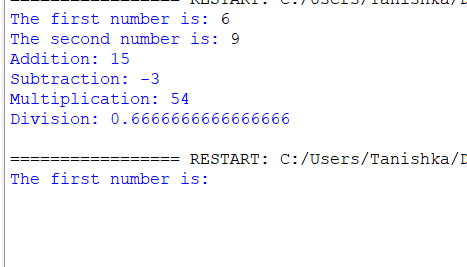 ================= RESTART: C:/Users/Tanishka/D
The first number is: 6
The second number is: 9
Addition: 15
Subtraction: -3
Multiplication: 54
Division: 0.6666666666666666
================= RESTART: C:/Users/Tanishka/D
The first number is: